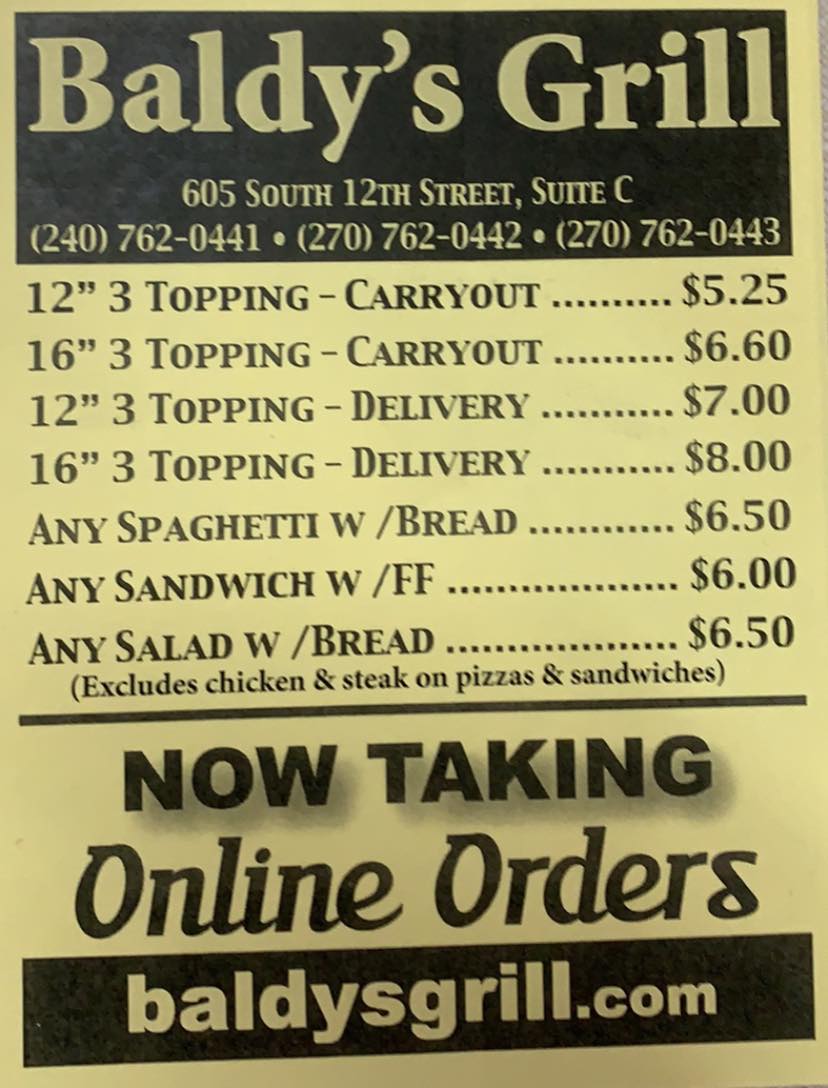 Baldy's Grill
605 South 12th Street, Suite C
(240) 762-0441 • (270) 762-0442 • (270) 762-0443
12" 3 Topping – Carryout .......... $5.25
16" 3 Topping – Carryout .......... $6.60
12" 3 Topping – Delivery ........... $7.00
16" 3 Topping – Delivery ........... $8.00
Any Spaghetti w /Bread ............ $6.50
Any Sandwich w /FF ................... $6.00
Any Salad w /Bread ................... $6.50
(Excludes chicken & steak on pizzas & sandwiches)
NOW TAKING
Online Orders
baldysgrill.com